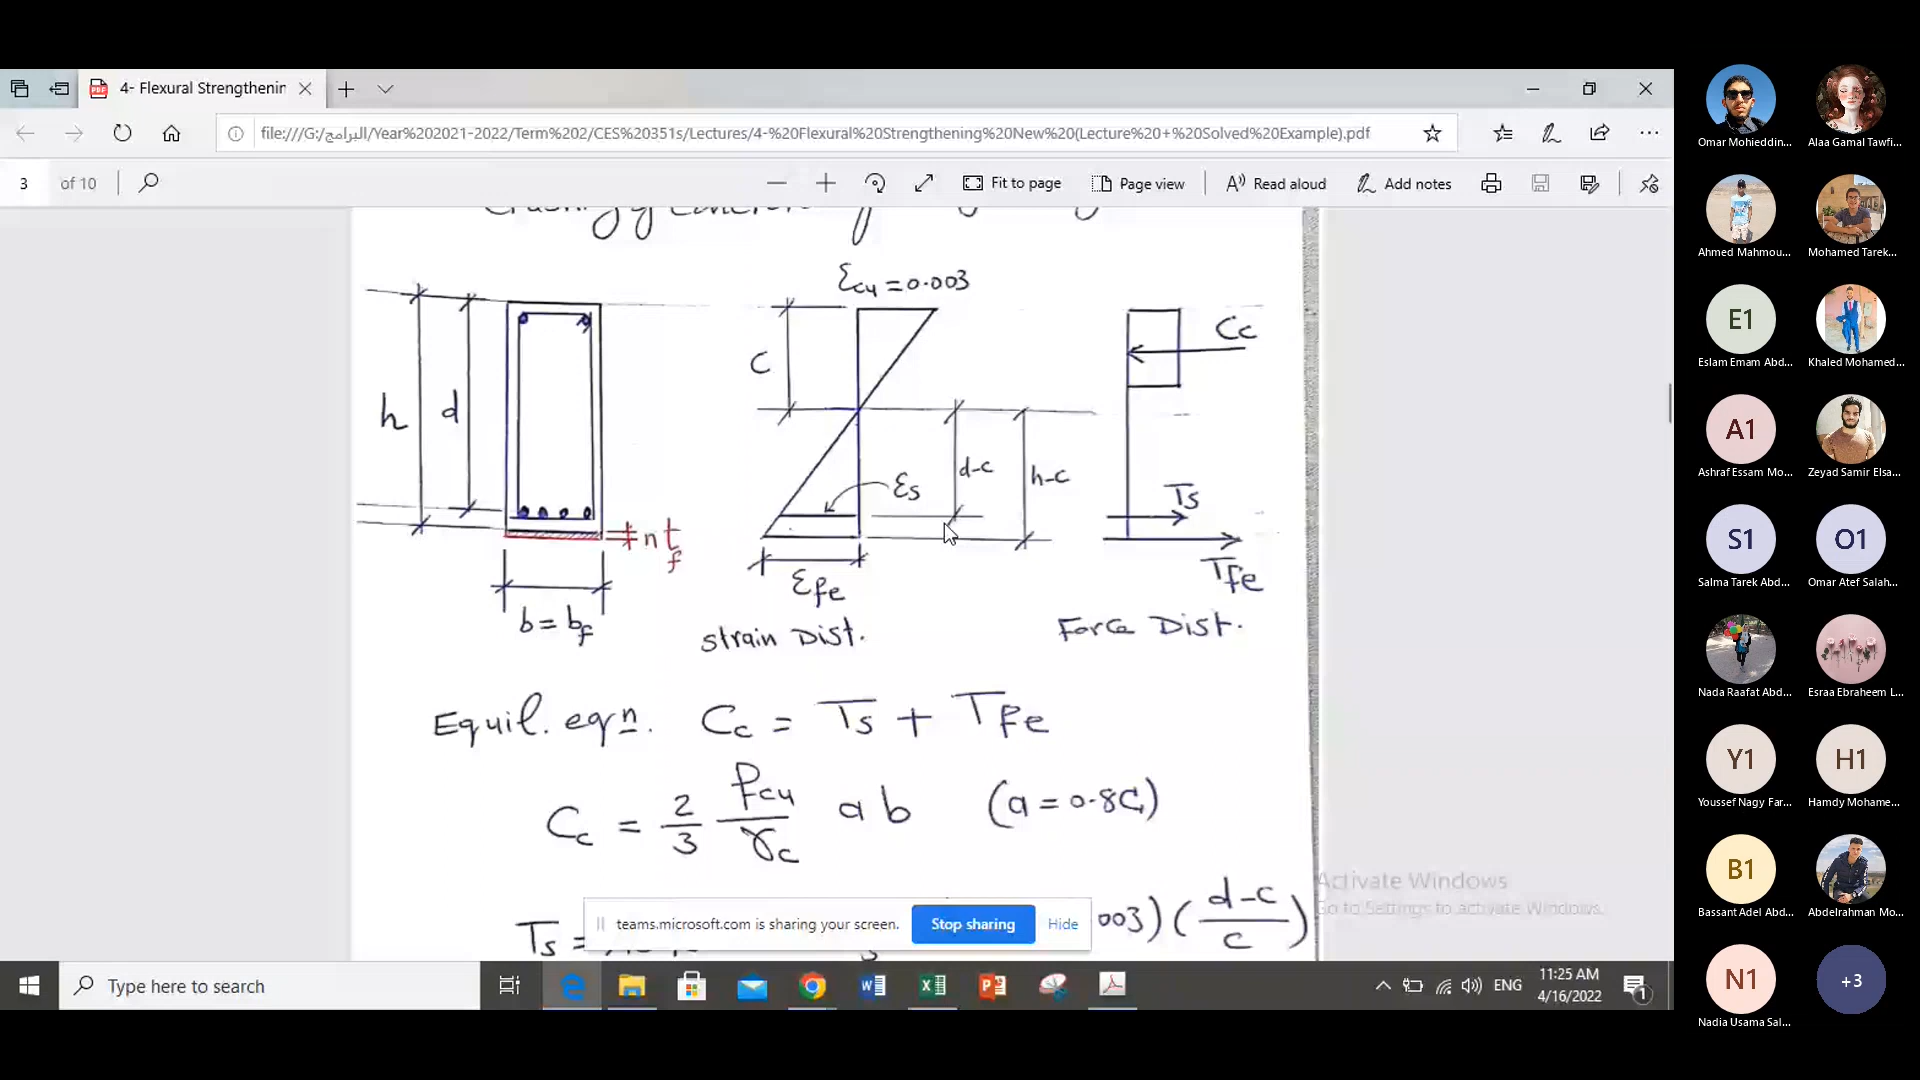 4- Flexural Strengthenin
file:///G:/البرامج/Year%202021-2022/Term%202/CES%20351s/Lectures/4-%20Flexural%20Strengthening%20New%20(Lecture%20+%20Solved%20Example).pdf
3 of 10
Fit to page
Page view
Read aloud
Add notes
Crushing of Concrete
εcu = 0.003
h
d
n tf
b = bf
C
εs
d-c
h-c
εfe
Strain Dist.
Cc
Ts
Tfe
Force Dist.
Equil. eqn. Cc = Ts + Tfe
Cc = 2/3 fcu/γc a b (a = 0.8C)
Ts =
003) (d-c/c)
teams.microsoft.com is sharing your screen.
Stop sharing
Hide
Activate Windows
Go to Settings to activate Windows.
Type here to search
ENG
11:25 AM
4/16/2022
1
Omar Mohieddin...
Alaa Gamal Tawfi...
Ahmed Mahmou...
Mohamed Tarek...
E1
Eslam Emam Abd...
Khaled Mohamed...
A1
Ashraf Essam Mo...
Zeyad Samir Elsa...
S1
Salma Tarek Abd...
O1
Omar Atef Salah...
Nada Raafat Abd...
Esraa Ebraheem L...
Y1
Youssef Nagy Far...
H1
Hamdy Mohame...
B1
Bassant Adel Abd...
Abdelrahman Mo...
N1
Nadia Usama Sal...
+3